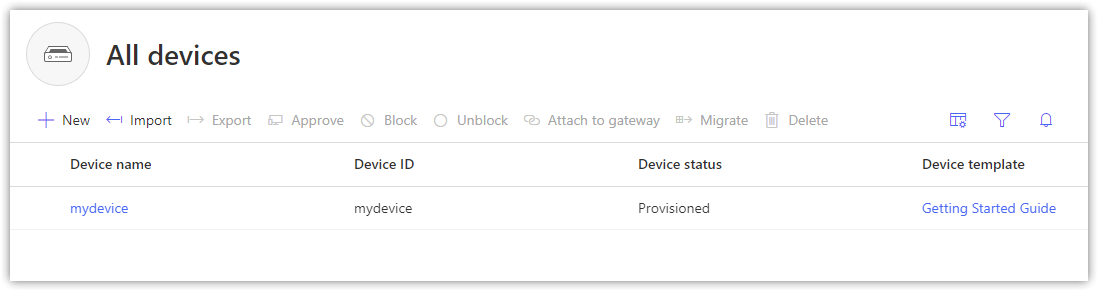 All devices
New Import Export Approve Block Unblock Attach to gateway Migrate Delete
Device name Device ID Device status Device template
mydevice mydevice Provisioned Getting Started Guide